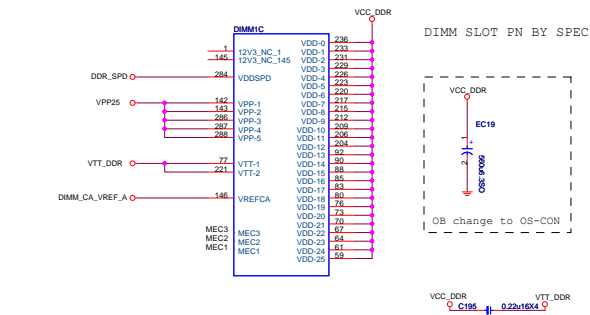 VCC_DDR
DIMM SLOT PN BY SPEC
DIMM1C
1 12V3_NC_1
145 12V3_NC_145
DDR_SPD 284 VDDSPD
VPP25 142 VPP-1
143 VPP-2
286 VPP-3
287 VPP-4
288 VPP-5
VTT_DDR 77 VTT-1
221 VTT-2
DIMM_CA_VREF_A 146 VREFCA
MEC3 MEC3
MEC2 MEC2
MEC1 MEC1
VDD-0 236
VDD-1 233
VDD-2 231
VDD-3 229
VDD-4 226
VDD-5 223
VDD-6 220
VDD-7 217
VDD-8 215
VDD-9 212
VDD-10 209
VDD-11 206
VDD-12 204
VDD-13 92
VDD-14 90
VDD-15 88
VDD-16 85
VDD-17 83
VDD-18 80
VDD-19 76
VDD-20 73
VDD-21 70
VDD-22 67
VDD-23 64
VDD-24 61
VDD-25 59
VCC_DDR
EC19
1
+
2
560u6.3SO
OB change to OS-CON
VCC_DDR VTT_DDR
C195 0.22u16X4